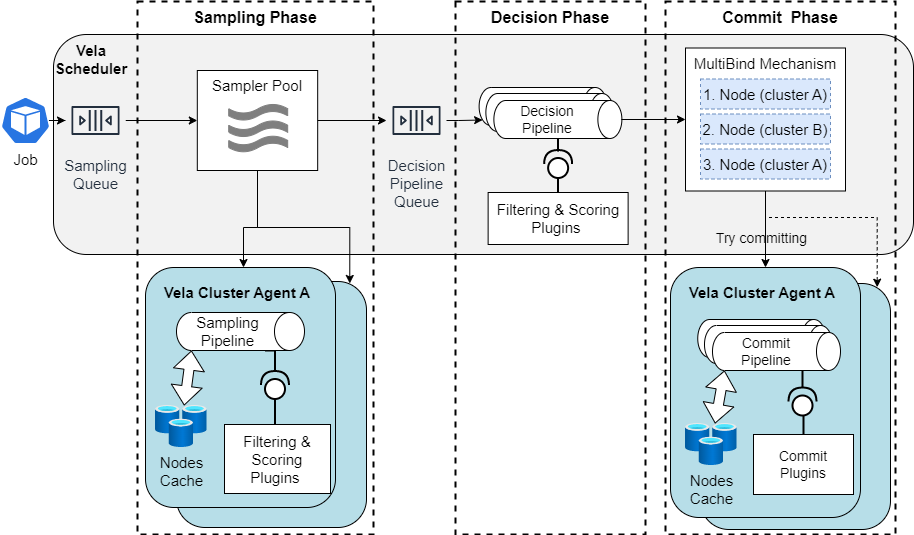 Sampling Phase
Decision Phase
Commit Phase
Vela
Scheduler
Job
Sampling
Queue
Sampler Pool
Decision
Pipeline
Queue
Decision
Pipeline
Filtering & Scoring
Plugins
MultiBind Mechanism
1. Node (cluster A)
2. Node (cluster B)
3. Node (cluster A)
Try committing
Vela Cluster Agent A
Sampling
Pipeline
Nodes
Cache
Filtering &
Scoring
Plugins
Vela Cluster Agent A
Commit
Pipeline
Nodes
Cache
Commit
Plugins